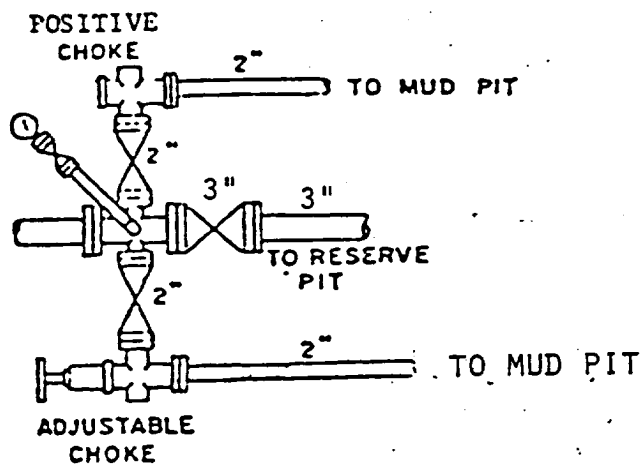 POSITIVE
CHOKE
2"
TO MUD PIT
2"
3"
3"
TO RESERVE
PIT
2"
2"
TO MUD PIT
ADJUSTABLE
CHOKE